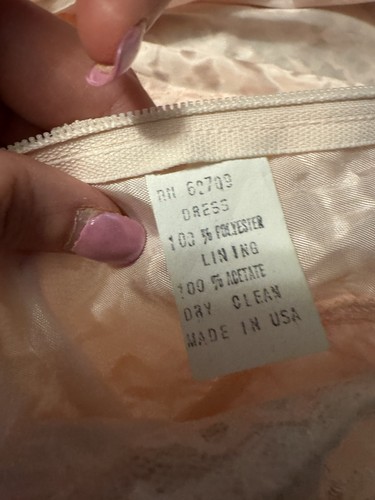 RN 62709
DRESS
100 % POLYESTER
LINING
100 % ACETATE
DRY CLEAN
MADE IN USA